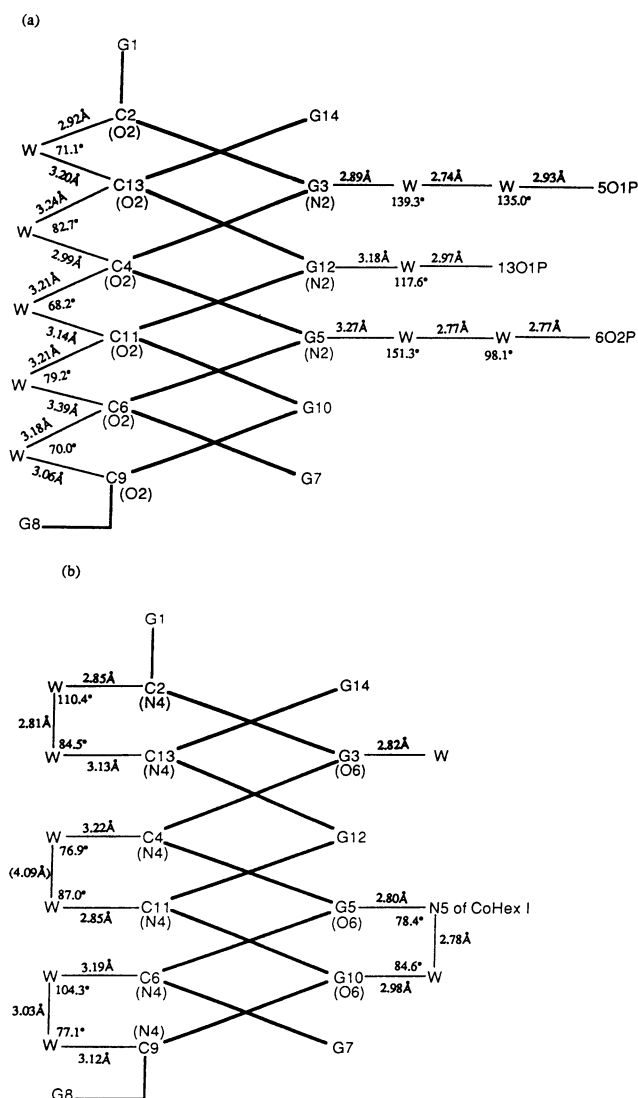 (a)
G1
2.92Å C2
(O2)
G14
W 71.1°
3.20Å C13
(O2)
G3
(N2)
2.89Å W 2.74Å W 2.93Å 5O1P
139.3° 135.0°
3.24Å
W 82.7°
2.99Å C4
(O2)
G12
(N2)
3.18Å W 2.97Å 13O1P
117.6°
3.21Å
W 68.2°
3.14Å C11
(O2)
G5
(N2)
3.27Å W 2.77Å W 2.77Å 6O2P
151.3° 98.1°
3.21Å
W 79.2°
3.39Å C6
(O2)
G10
3.18Å
W 70.0°
3.06Å C9
(O2)
G7
G8
(b)
G1
W 2.85Å C2
(N4)
G14
110.4°
2.81Å
84.5°
W 3.13Å C13
(N4)
G3
(O6)
2.82Å W
W 3.22Å C4
(N4)
G12
76.9°
(4.09Å)
87.0°
W 2.85Å C11
(N4)
G5
(O6)
2.80Å N5 of CoHex I
78.4°
2.78Å
W 3.19Å C6
(N4)
G10
(O6)
84.6°
2.98Å W
104.3°
3.03Å
77.1°
W 3.12Å C9
(N4)
G7
G8